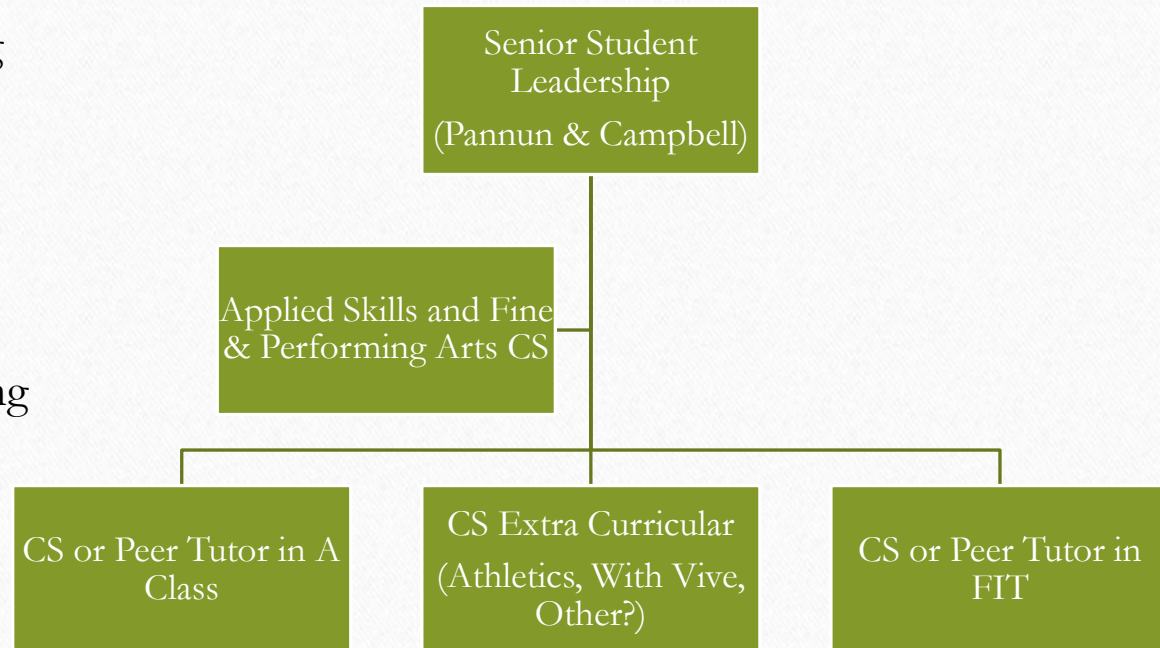 Senior Student
Leadership
(Pannun & Campbell)
Applied Skills and Fine
& Performing Arts CS
CS or Peer Tutor in A
Class
CS Extra Curricular
(Athletics, With Vive,
Other?)
CS or Peer Tutor in
FIT